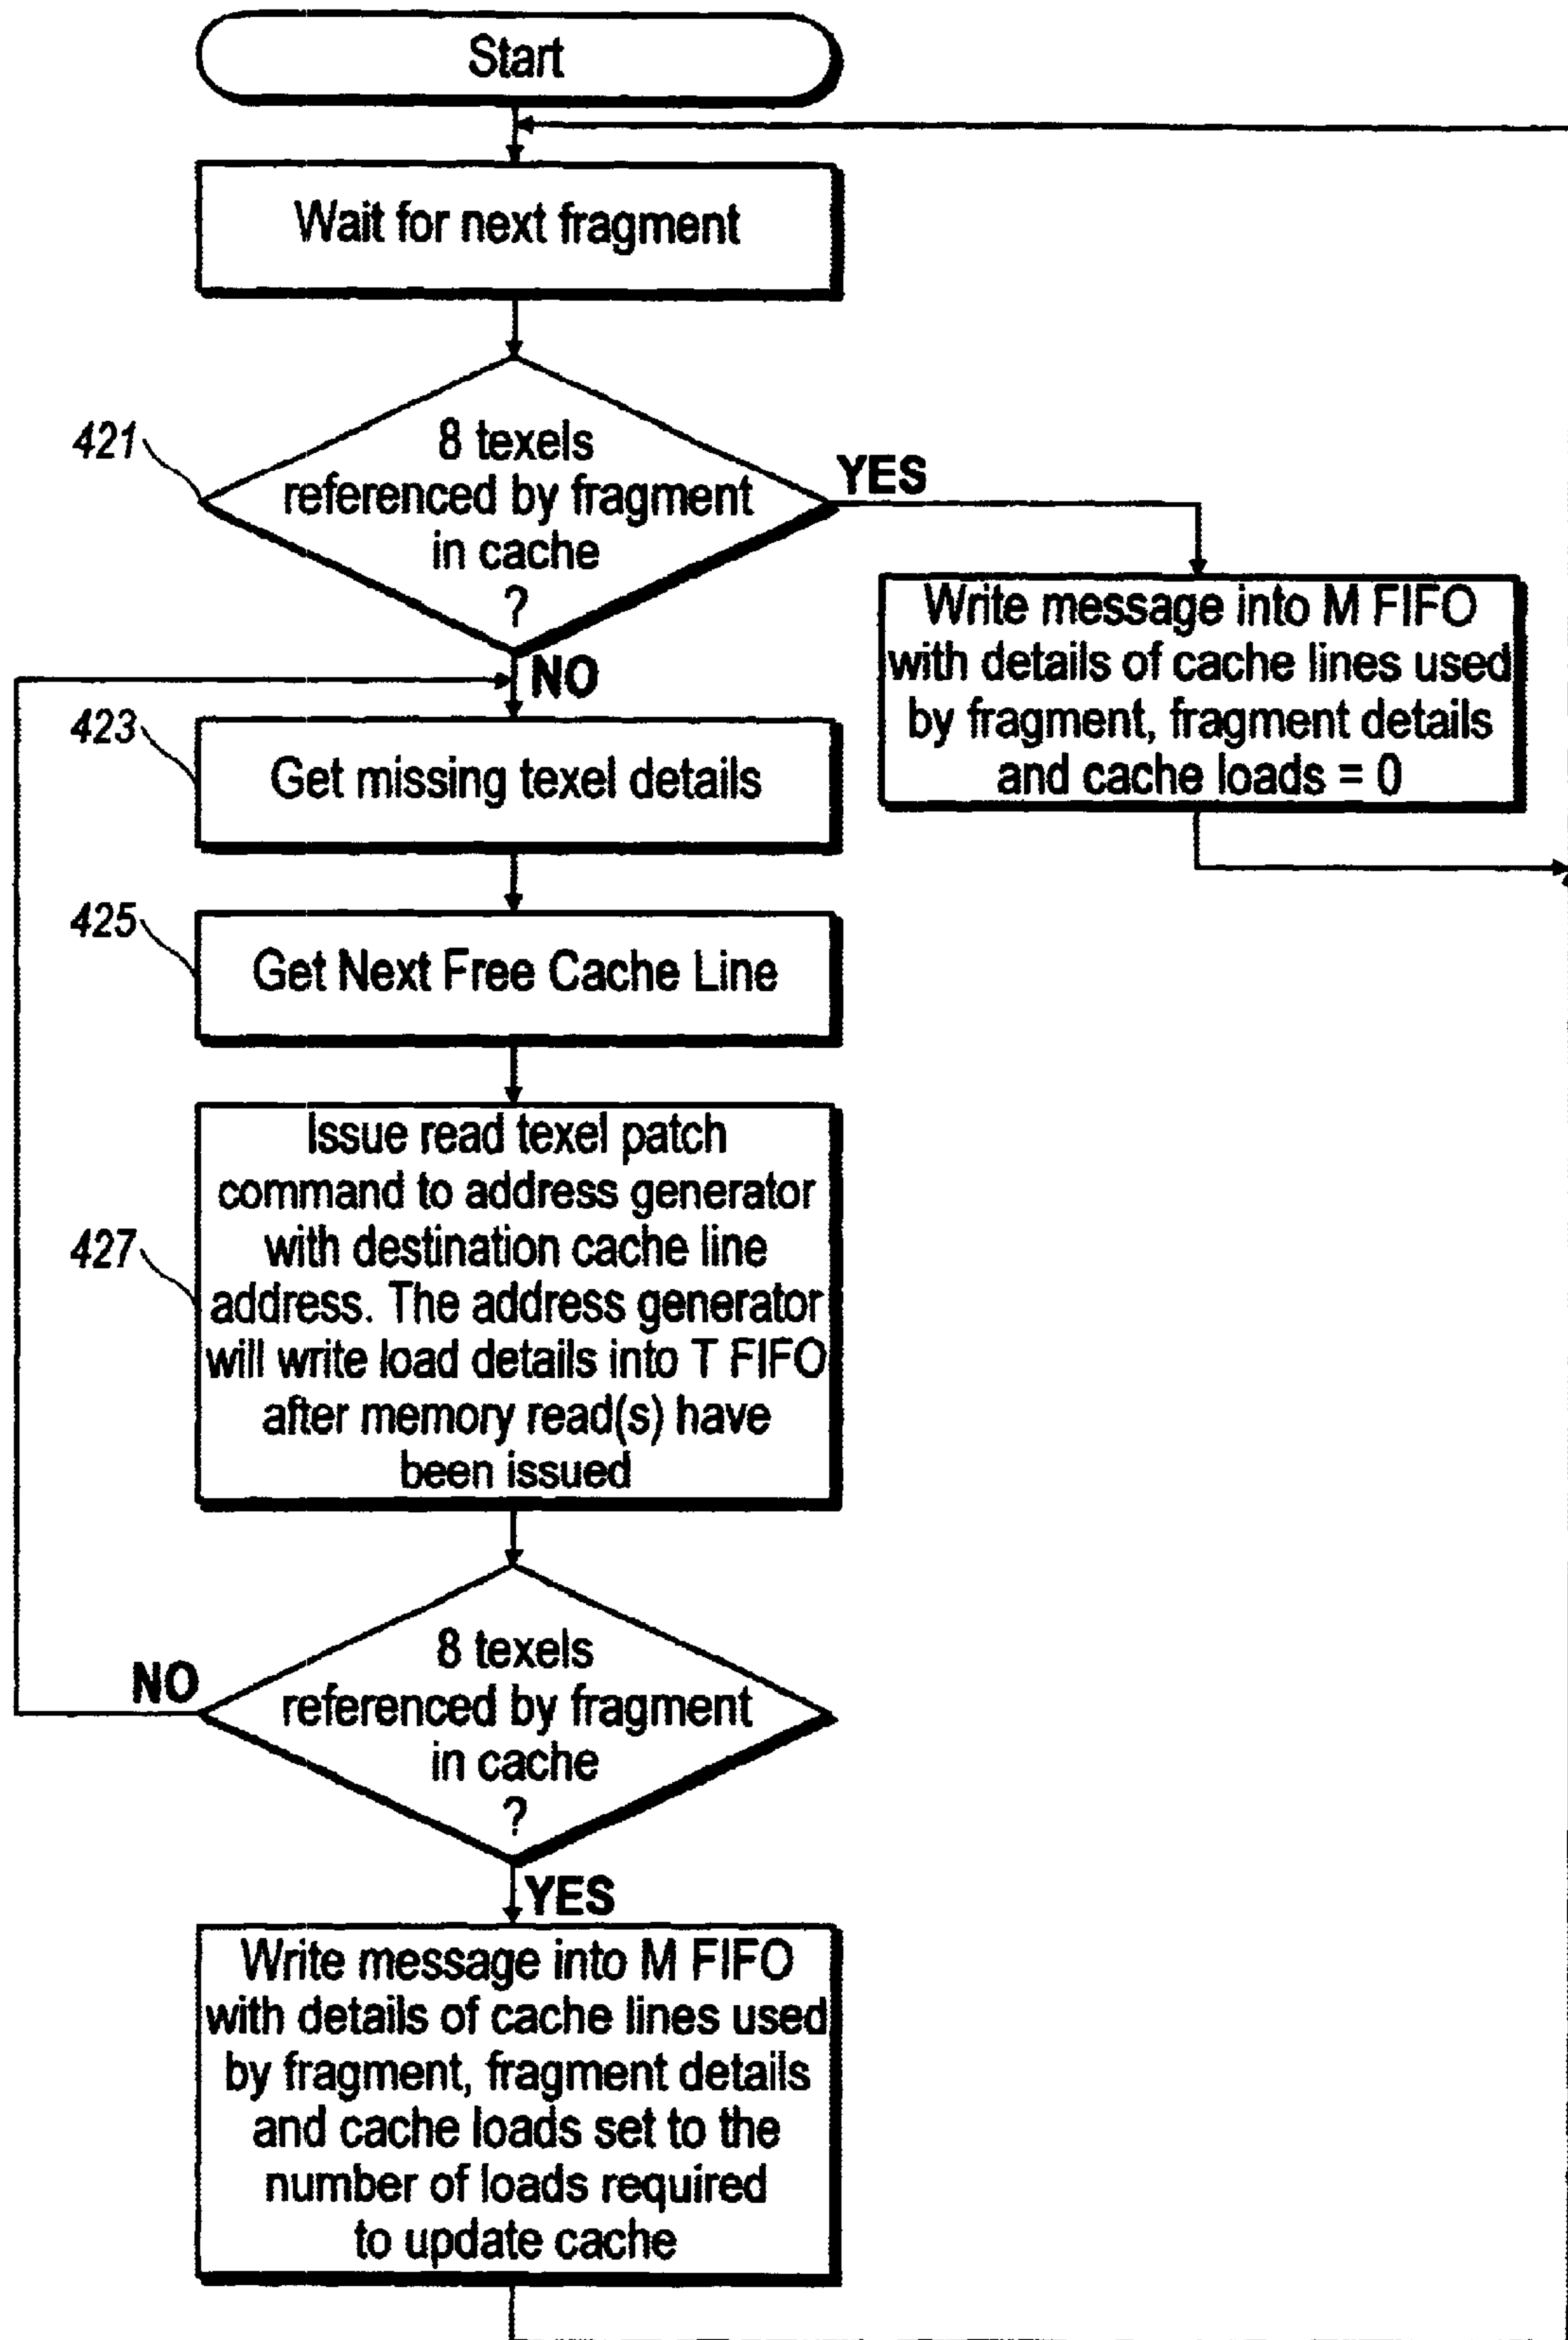 Start
Wait for next fragment
421
8 texels
referenced by fragment
in cache
?
YES
Write message into M FIFO
with details of cache lines used
by fragment, fragment details
and cache loads = 0
NO
423
Get missing texel details
425
Get Next Free Cache Line
427
Issue read texel patch
command to address generator
with destination cache line
address. The address generator
will write load details into T FIFO
after memory read(s) have
been issued
8 texels
referenced by fragment
in cache
?
NO
YES
Write message into M FIFO
with details of cache lines used
by fragment, fragment details
and cache loads set to the
number of loads required
to update cache